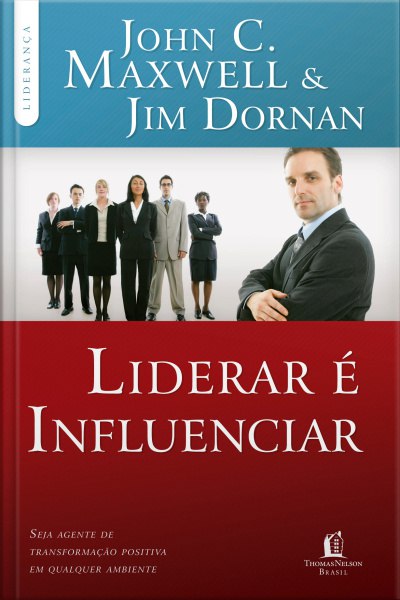 LIDERANÇA
JOHN C.
MAXWELL &
JIM DORNAN
LIDERAR É
INFLUENCIAR
SEJA AGENTE DE
TRANSFORMAÇÃO POSITIVA
EM QUALQUER AMBIENTE
THOMAS NELSON
BRASIL